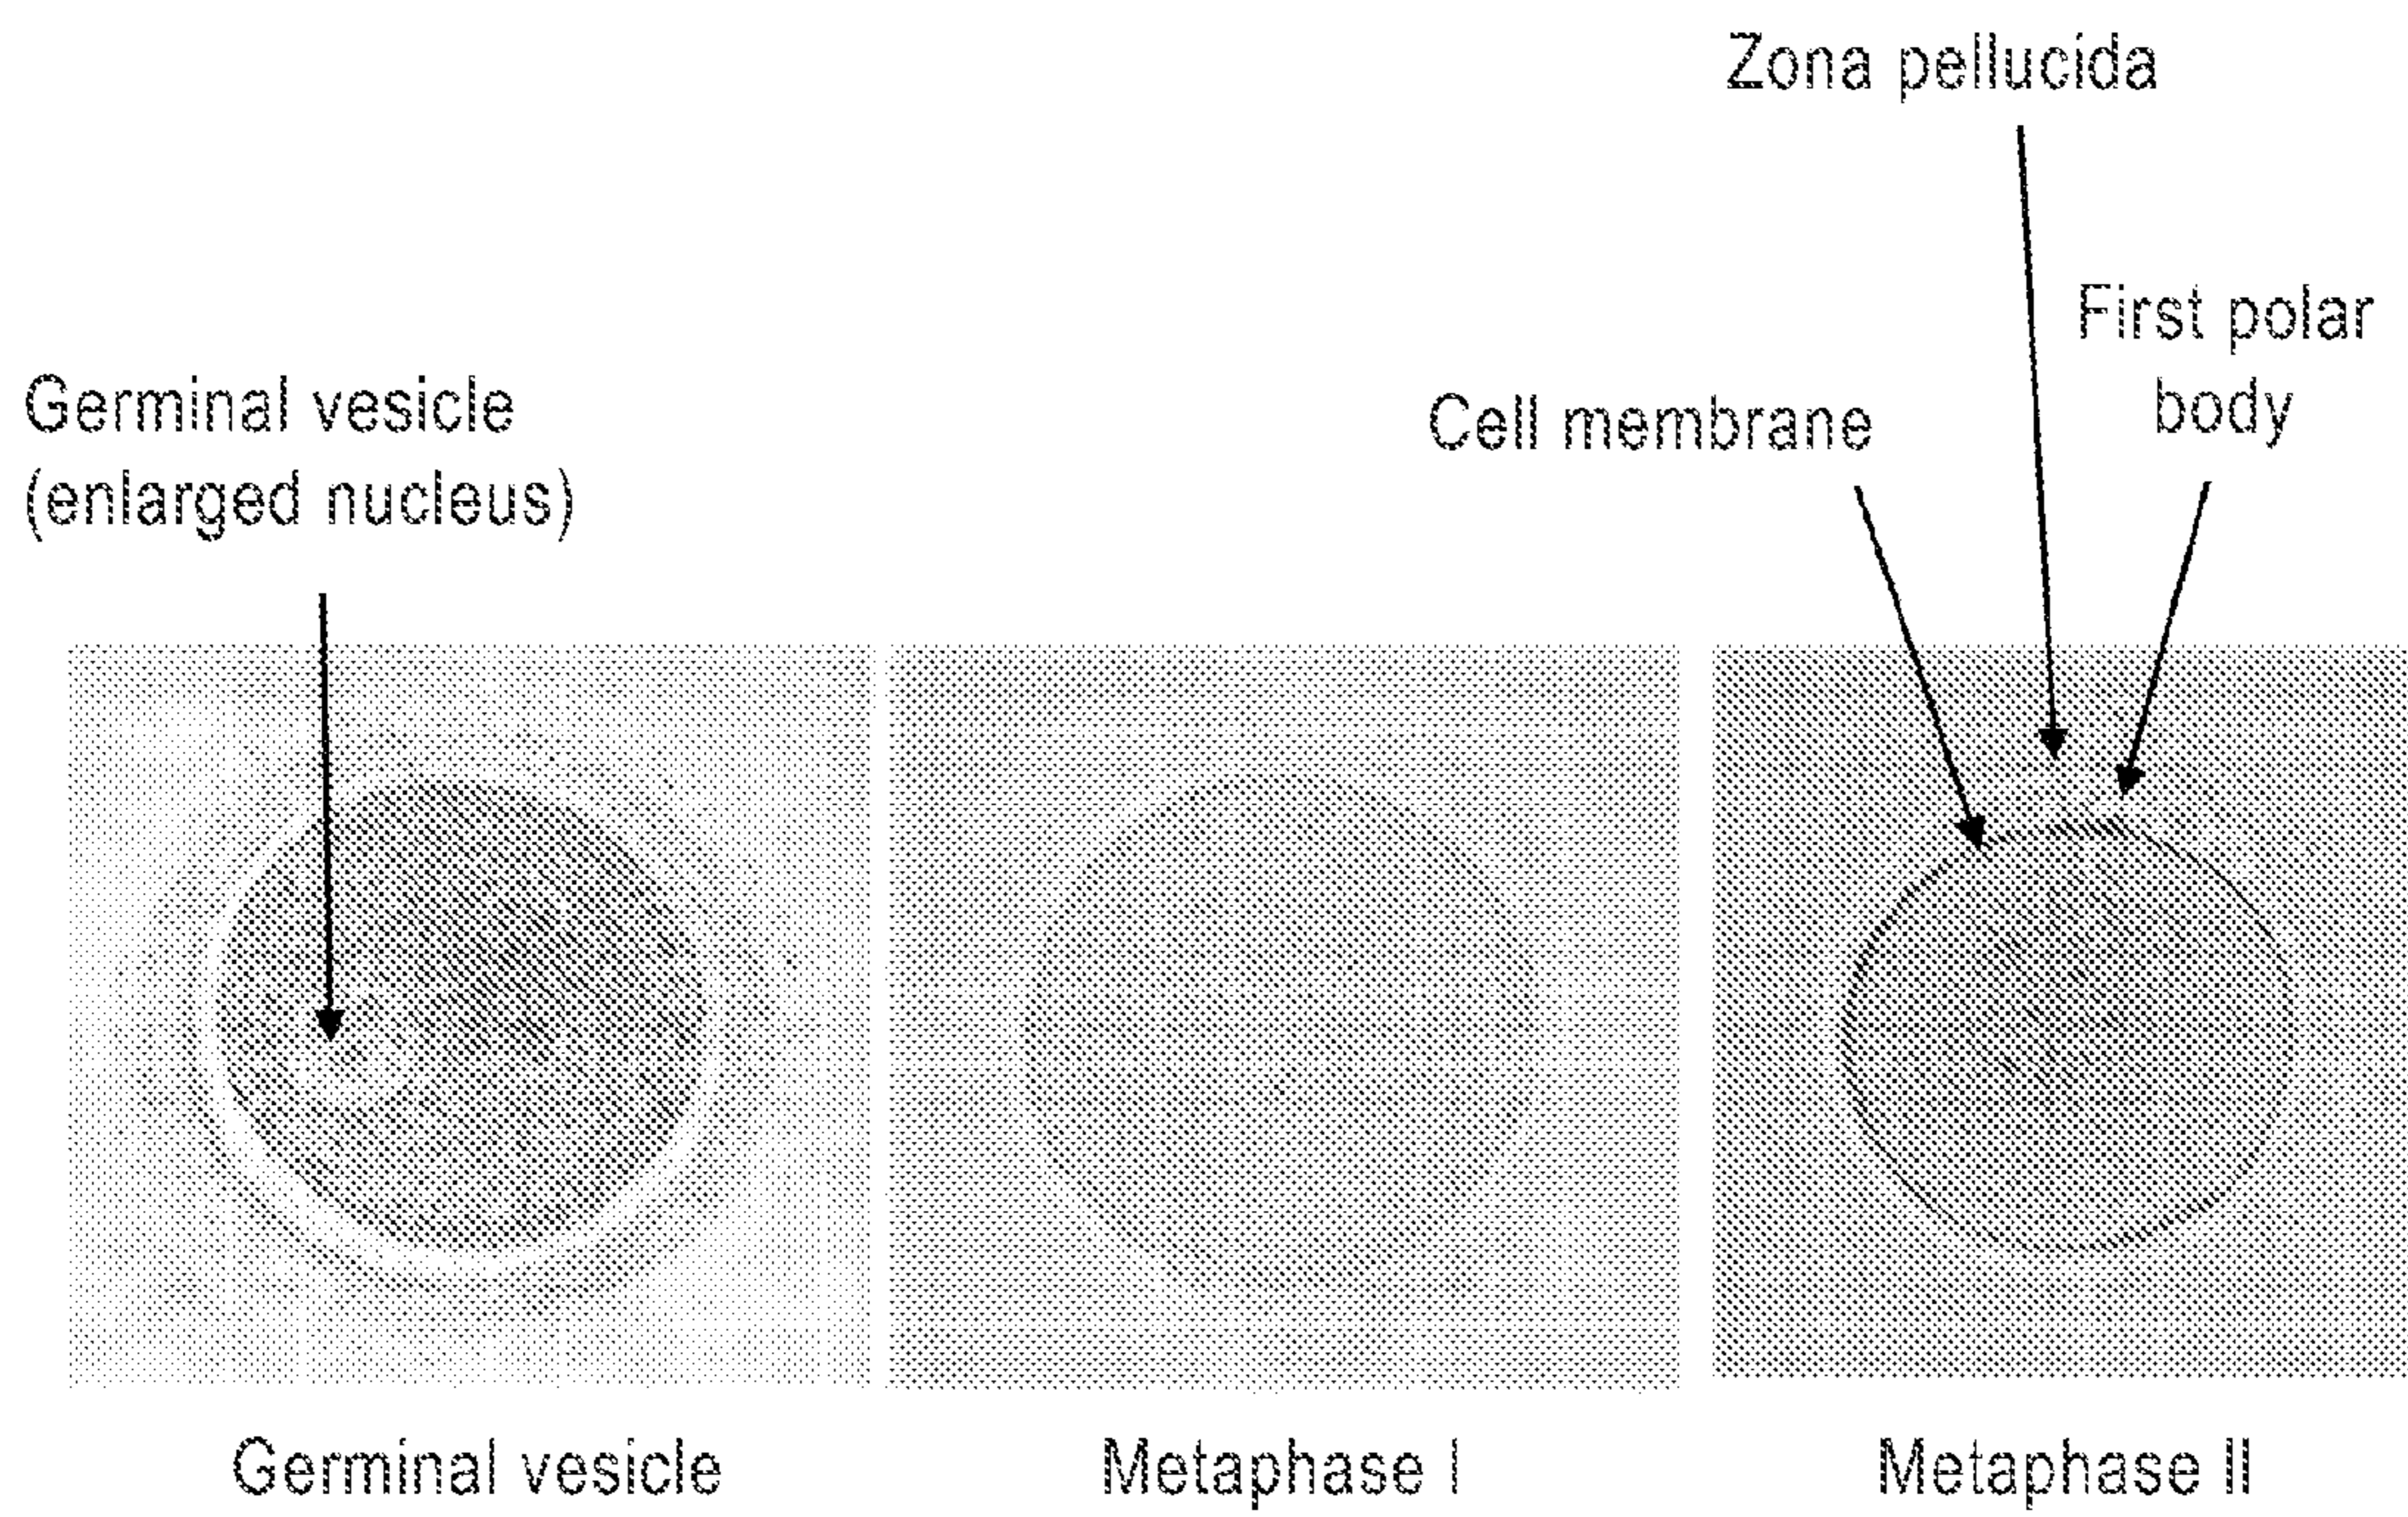 Zona pellucida
First polar
body
Cell membrane
Germinal vesicle
(enlarged nucleus)
Germinal vesicle
Metaphase I
Metaphase II